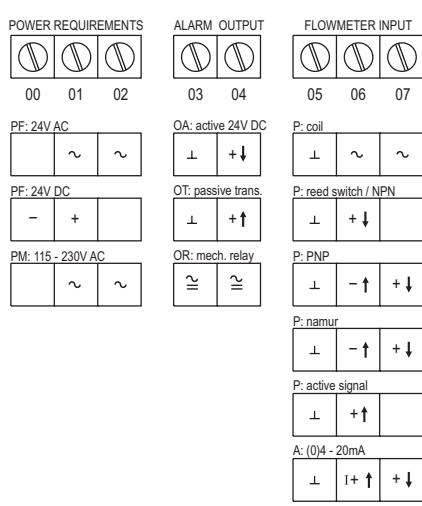 POWER REQUIREMENTS
00 01 02
PF: 24V AC
~ ~
PF: 24V DC
− +
PM: 115 - 230V AC
~ ~
ALARM OUTPUT
03 04
OA: active 24V DC
⊥ +↓
OT: passive trans.
⊥ +↑
OR: mech. relay
≅ ≅
FLOWMETER INPUT
05 06 07
P: coil
⊥ ~ ~
P: reed switch / NPN
⊥ +↓
P: PNP
⊥ −↑ +↓
P: namur
⊥ −↑ +↓
P: active signal
⊥ +↑
A: (0)4 - 20mA
⊥ I+ ↑ +↓